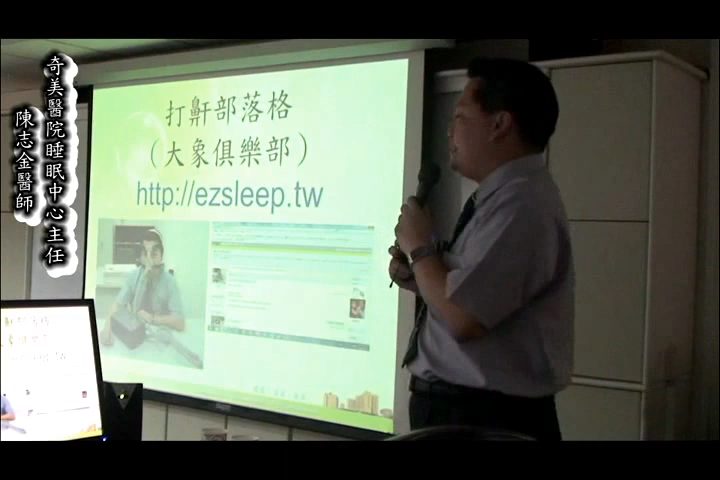 奇美醫院睡眠中心主任
陳志金醫師
打鼾部落格
（大象俱樂部）
http://ezsleep.tw